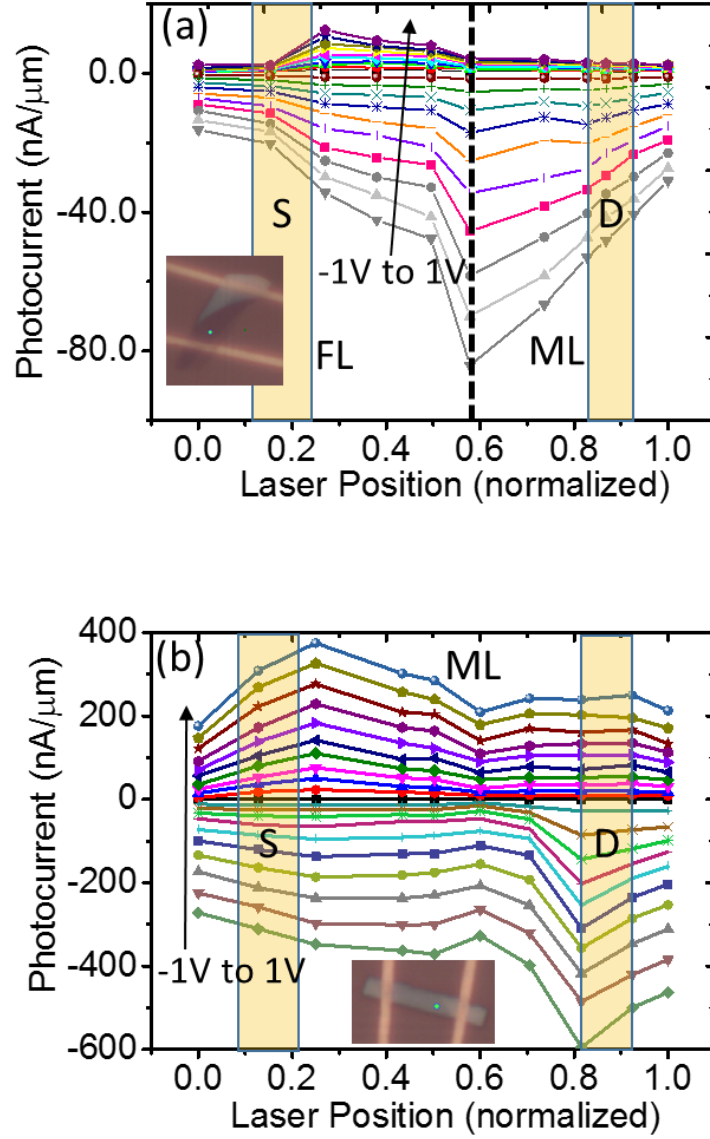 (a)
0.0
-40.0
-80.0
Photocurrent (nA/μm)
S
D
-1V to 1V
FL
ML
0.0 0.2 0.4 0.6 0.8 1.0
Laser Position (normalized)
(b)
ML
400
200
0
-200
-400
-600
Photocurrent (nA/μm)
S
D
-1V to 1V
0.0 0.2 0.4 0.6 0.8 1.0
Laser Position (normalized)